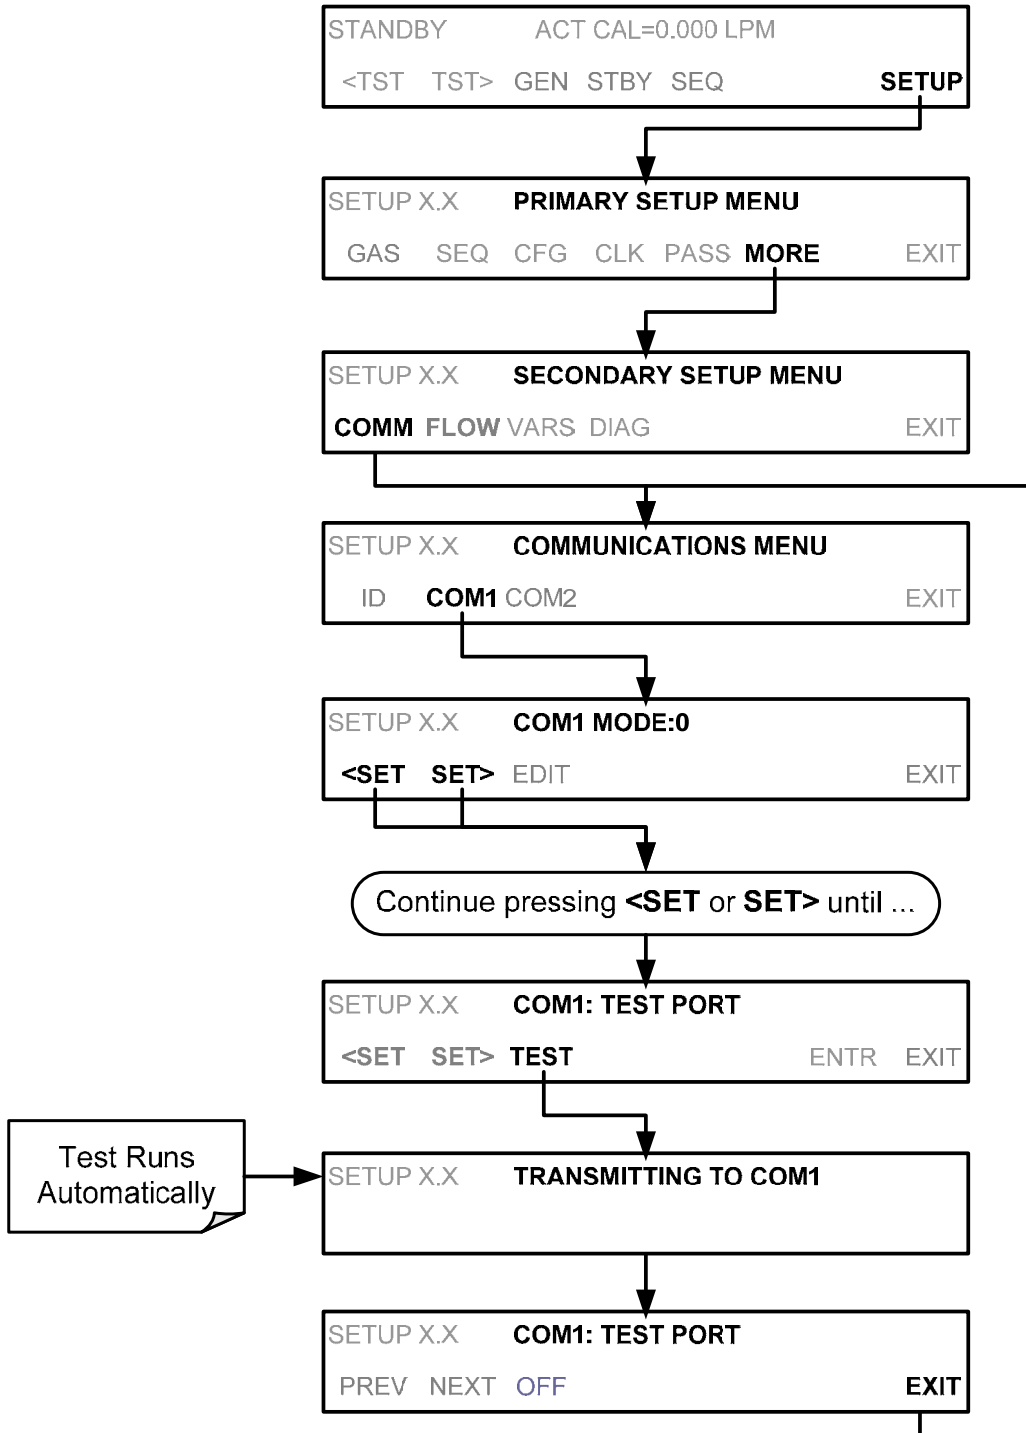 STANDBY ACT CAL=0.000 LPM
<TST TST> GEN STBY SEQ SETUP
SETUP X.X PRIMARY SETUP MENU
GAS SEQ CFG CLK PASS MORE EXIT
SETUP X.X SECONDARY SETUP MENU
COMM FLOW VARS DIAG EXIT
SETUP X.X COMMUNICATIONS MENU
ID COM1 COM2 EXIT
SETUP X.X COM1 MODE:0
<SET SET> EDIT EXIT
Continue pressing <SET or SET> until ...
SETUP X.X COM1: TEST PORT
<SET SET> TEST ENTR EXIT
Test Runs
Automatically
SETUP X.X TRANSMITTING TO COM1
SETUP X.X COM1: TEST PORT
PREV NEXT OFF EXIT